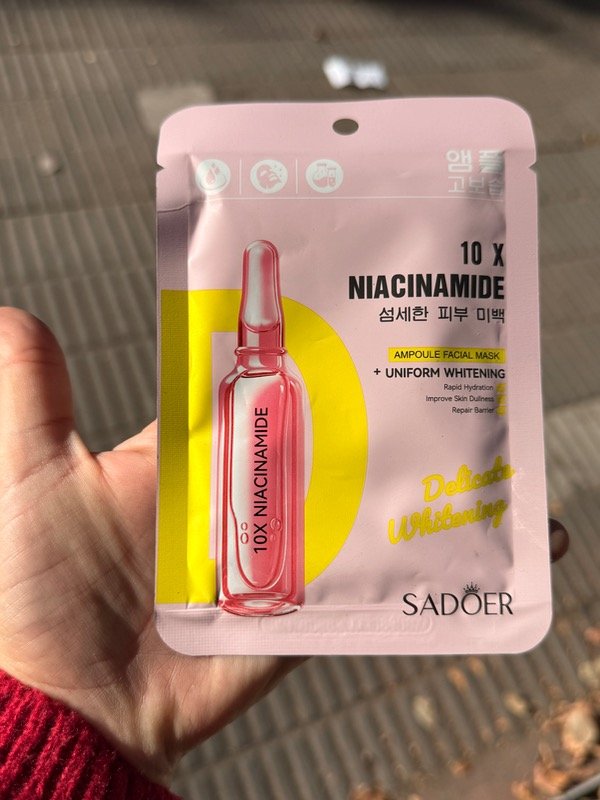 앰플
고보습
10 X
NIACINAMIDE
섬세한 피부 미백
AMPOULE FACIAL MASK
+ UNIFORM WHITENING
Rapid Hydration
Improve Skin Dullness
Repair Barrier
10X NIACINAMIDE
Delicate
Whitening
SADOER